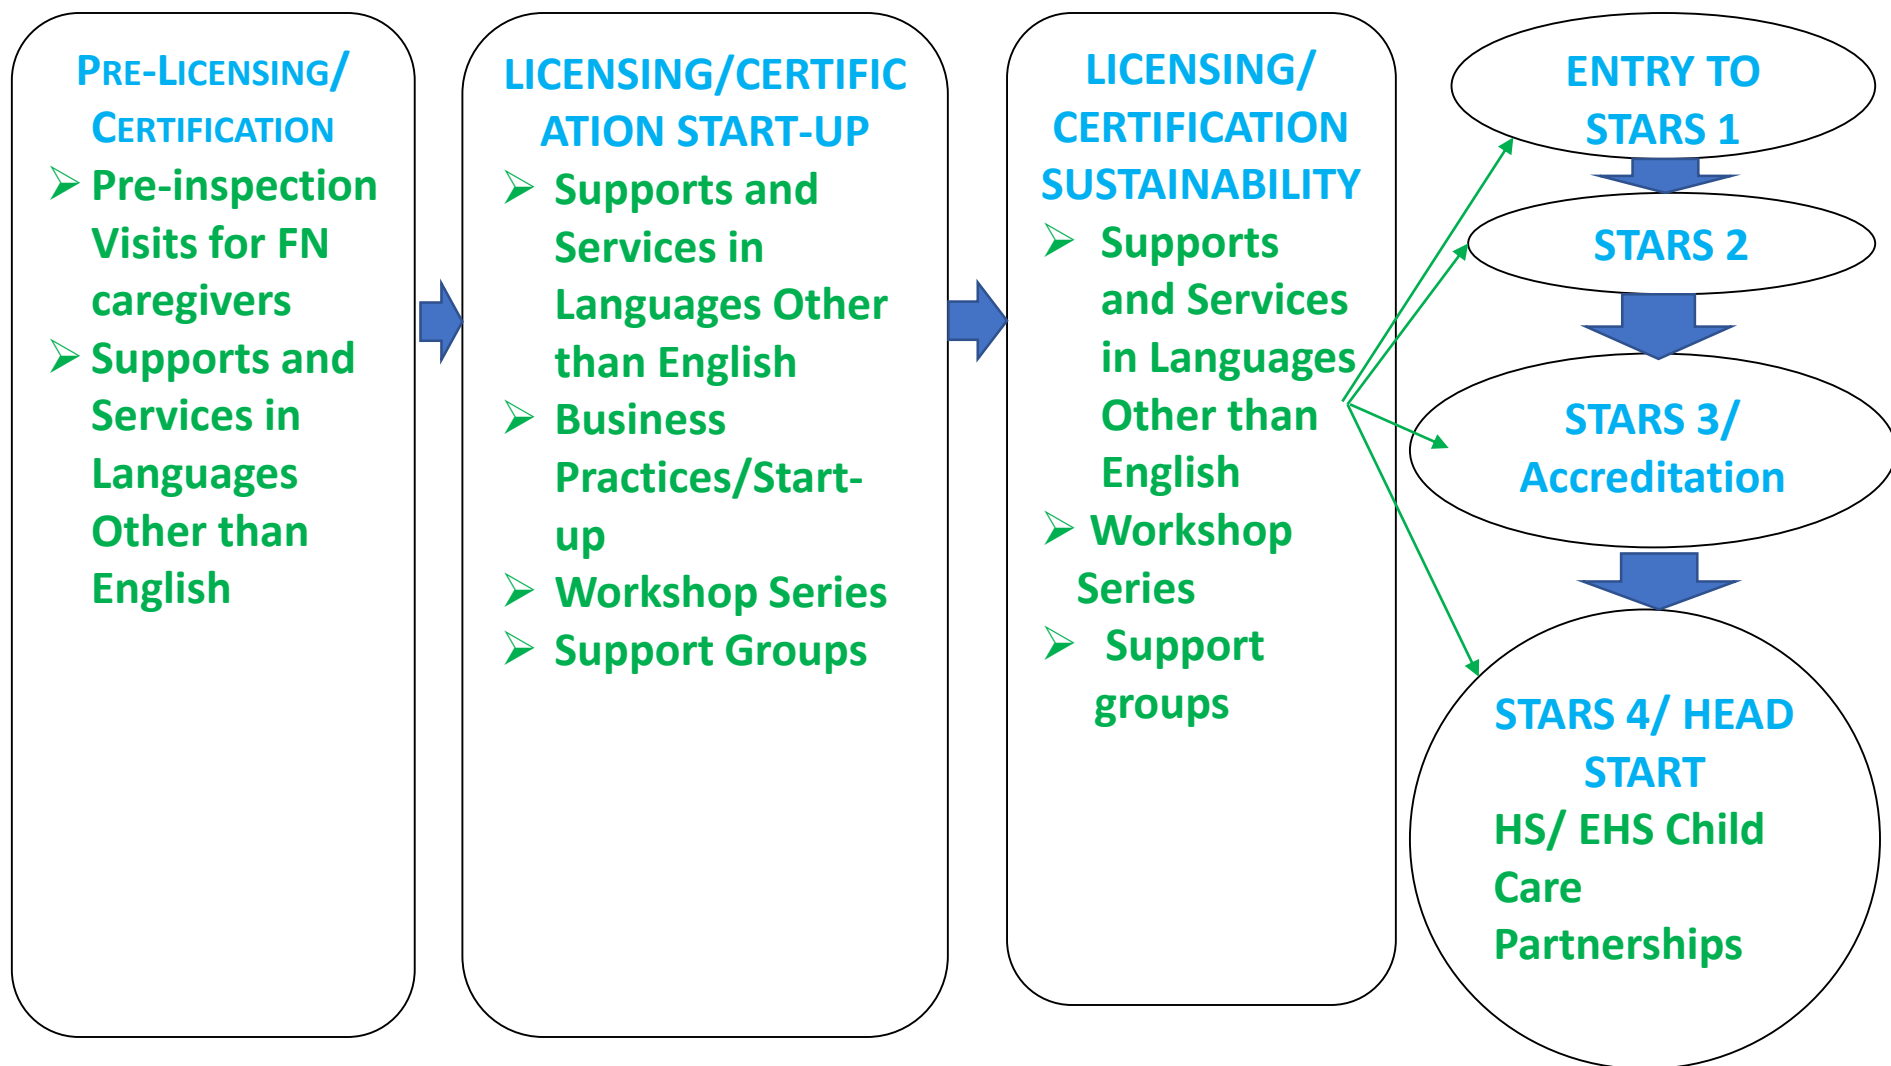 PRE-LICENSING/
CERTIFICATION
Pre-inspection
Visits for FN
caregivers
Supports and
Services in
Languages
Other than
English
LICENSING/CERTIFIC
ATION START-UP
Supports and
Services in
Languages Other
than English
Business
Practices/Start-
up
Workshop Series
Support Groups
LICENSING/
CERTIFICATION
SUSTAINABILITY
Supports
and Services
in Languages
Other than
English
Workshop
Series
Support
groups
ENTRY TO
STARS 1
STARS 2
STARS 3/
Accreditation
STARS 4/ HEAD
START
HS/ EHS Child
Care
Partnerships